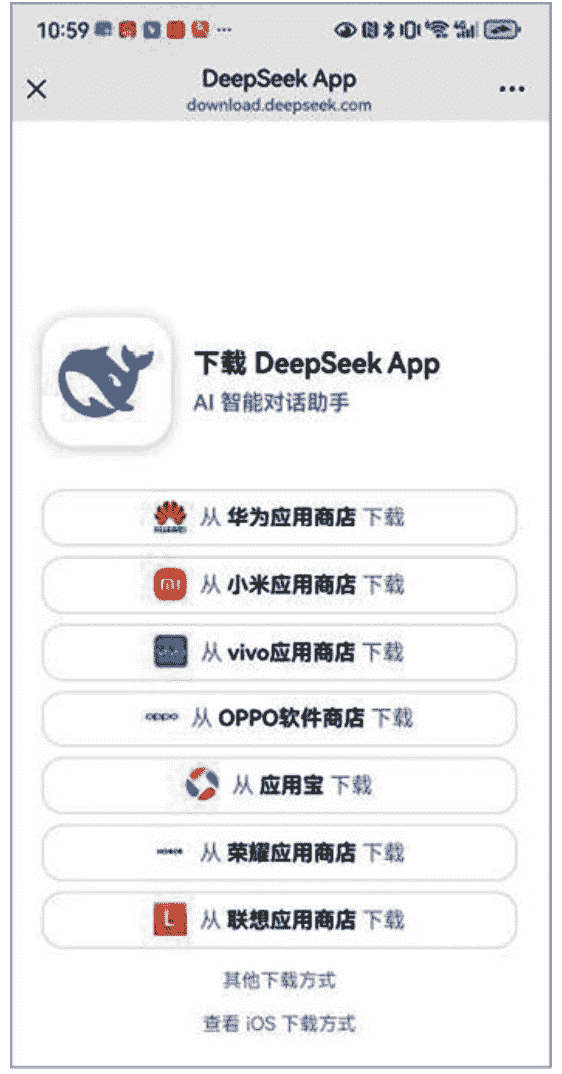 10:59
DeepSeek App
download.deepseek.com
下载 DeepSeek App
AI 智能对话助手
HUAWEI 从 华为应用商店 下载
mi 从 小米应用商店 下载
从 vivo应用商店 下载
oppo 从 OPPO软件商店 下载
从 应用宝 下载
HONOR 从 荣耀应用商店 下载
L 从 联想应用商店 下载
其他下载方式
查看 iOS 下载方式